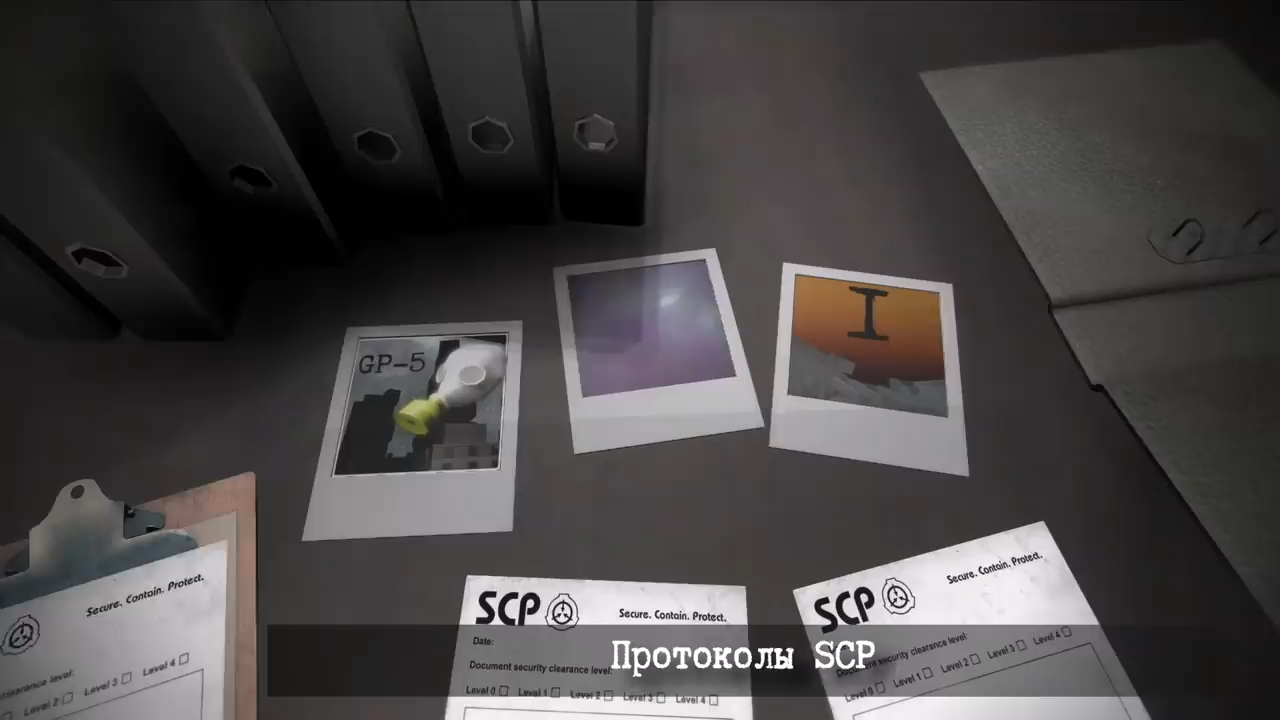 GP-5
I
Secure. Contain. Protect.
clearance level:
Level 2 Level 3 Level 4
SCP
Secure. Contain. Protect.
Date:
Document security clearance level:
Level 0 Level 1 Level 2 Level 3 Level 4
SCP
Secure. Contain. Protect.
security clearance level:
Level 0 Level 1 Level 2 Level 3 Level 4
Протоколы SCP